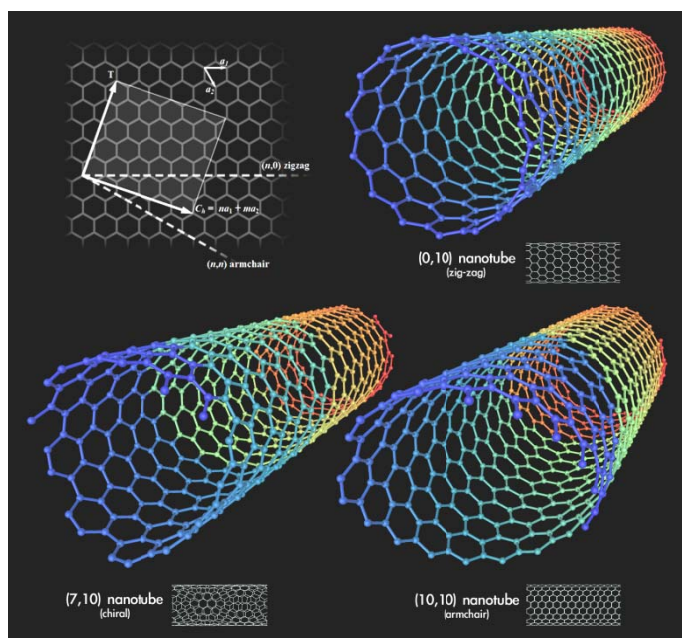 a₁
T
a₂
(n,0) zigzag
Cₕ = na₁ + ma₂
(n,n) armchair
(0,10) nanotube
(zig-zag)
(7,10) nanotube
(chiral)
(10,10) nanotube
(armchair)